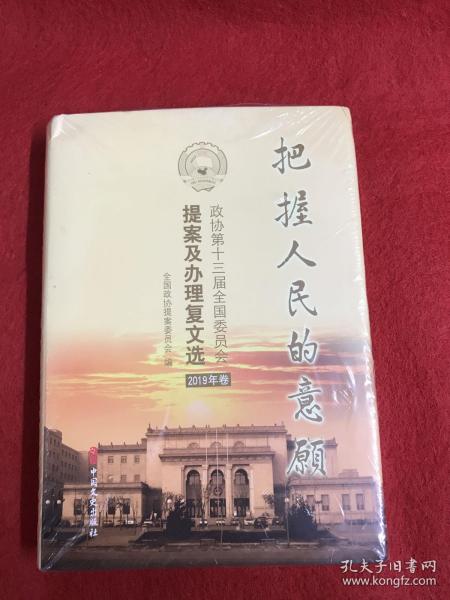 把握人民的意愿
政协第十三届全国委员会
提案及办理复文选
2019年卷
全国政协提案委员会 编
中国文史出版社
孔夫子旧书网
www.kongfz.com